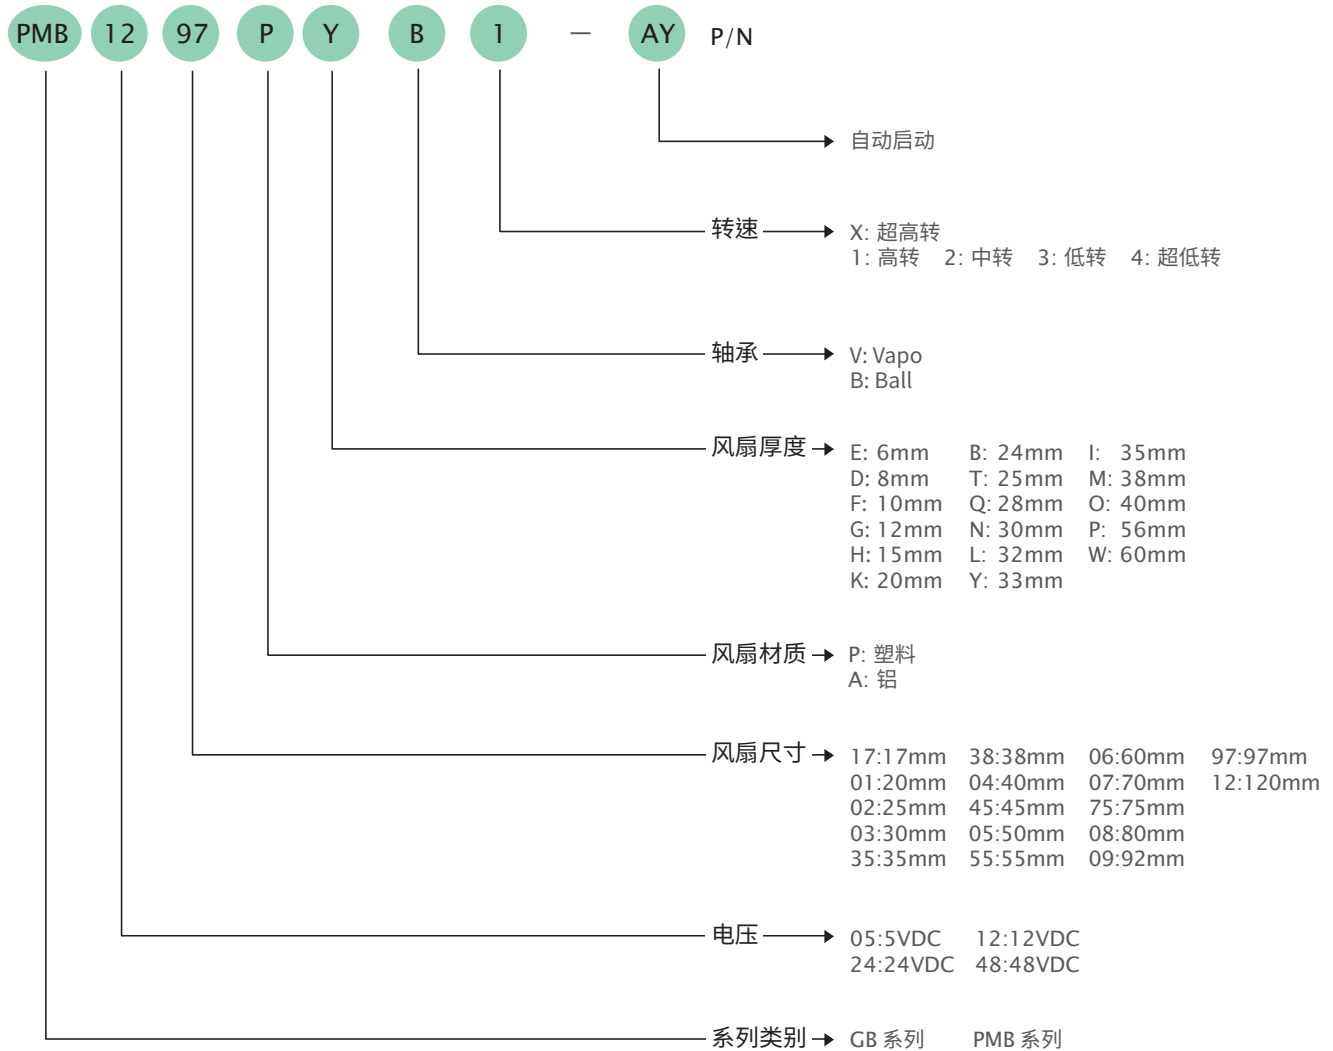 PMB 12 97 P Y B 1 — AY P/N
自动启动
转速 X: 超高转
1: 高转 2: 中转 3: 低转 4: 超低转
轴承 V: Vapo
B: Ball
风扇厚度 E: 6mm B: 24mm I: 35mm
D: 8mm T: 25mm M: 38mm
F: 10mm Q: 28mm O: 40mm
G: 12mm N: 30mm P: 56mm
H: 15mm L: 32mm W: 60mm
K: 20mm Y: 33mm
风扇材质 P: 塑料
A: 铝
风扇尺寸 17:17mm 38:38mm 06:60mm 97:97mm
01:20mm 04:40mm 07:70mm 12:120mm
02:25mm 45:45mm 75:75mm
03:30mm 05:50mm 08:80mm
35:35mm 55:55mm 09:92mm
电压 05:5VDC 12:12VDC
24:24VDC 48:48VDC
系列类别 GB 系列 PMB 系列